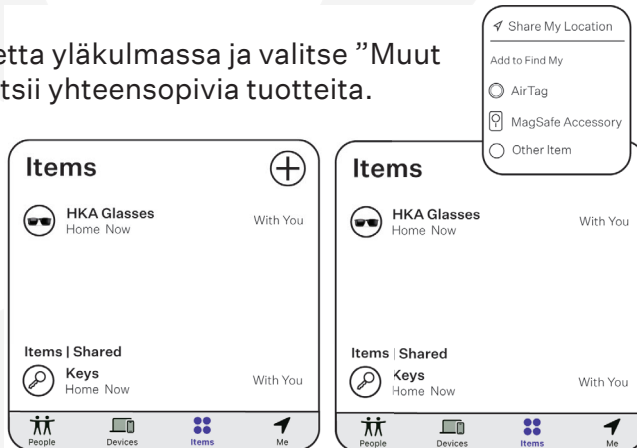 etta yläkulmassa ja valitse ”Muut
tsii yhteensopivia tuotteita.
Share My Location
Add to Find My
AirTag
MagSafe Accessory
Other Item
Items
HKA Glasses
Home Now
With You
Items | Shared
Keys
Home Now
With You
People
Devices
Items
Me
Items
HKA Glasses
Home Now
With You
Items | Shared
Keys
Home Now
With You
People
Devices
Items
Me